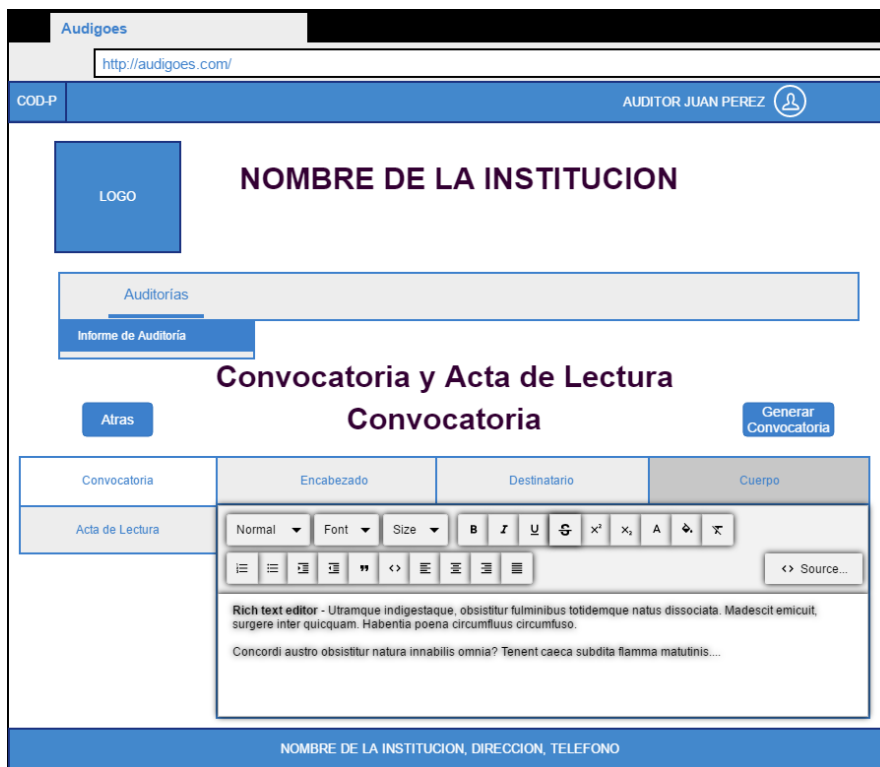 Audigoes
http://audigoes.com/
COD-P
AUDITOR JUAN PEREZ
LOGO
NOMBRE DE LA INSTITUCION
Auditorías
Informe de Auditoría
Convocatoria y Acta de Lectura
Atras
Convocatoria
Generar
Convocatoria
Convocatoria
Encabezado
Destinatario
Cuerpo
Acta de Lectura
Normal
Font
Size
B I U S x² x₂ A
Source...
Rich text editor - Utramque indigestaque, obsistitur fulminibus totidemque natus dissociata. Madescit emicuit,
surgere inter quicquam. Habentia poena circumfluus circumfuso.
Concordi austro obsistitur natura innabilis omnia? Tenent caeca subdita flamma matutinis....
NOMBRE DE LA INSTITUCION, DIRECCION, TELEFONO